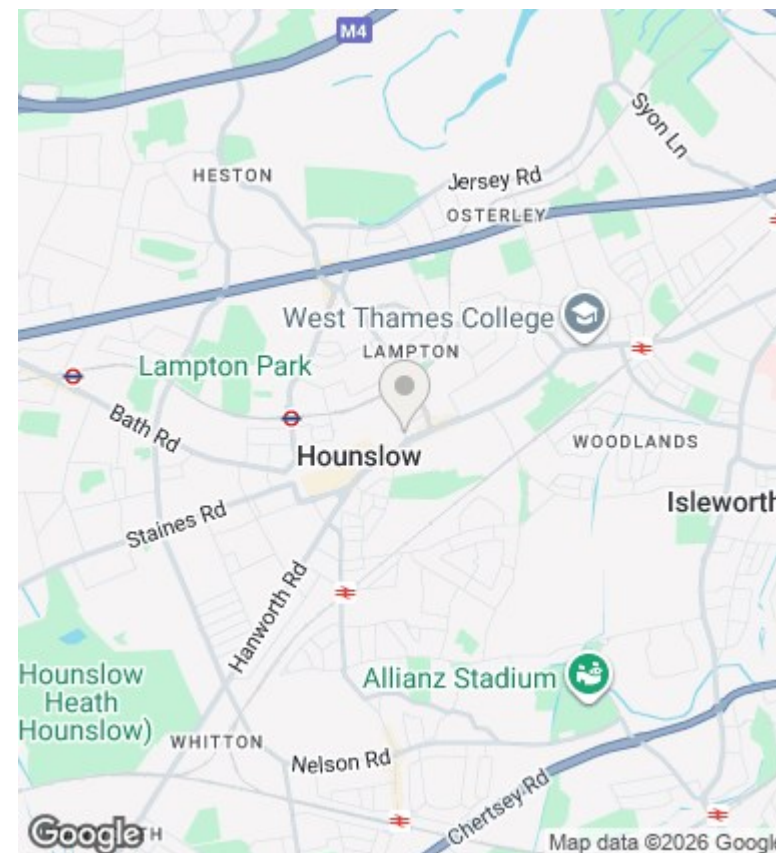 M4
HESTON
Syon Ln
Jersey Rd
OSTERLEY
West Thames College
LAMPTON
Lampton Park
Bath Rd
Hounslow
WOODLANDS
Isleworth
Staines Rd
Hanworth Rd
Hounslow
Heath
Hounslow)
Allianz Stadium
WHITTON
Nelson Rd
Chertsey Rd
Google
TH
Map data ©2026 Google